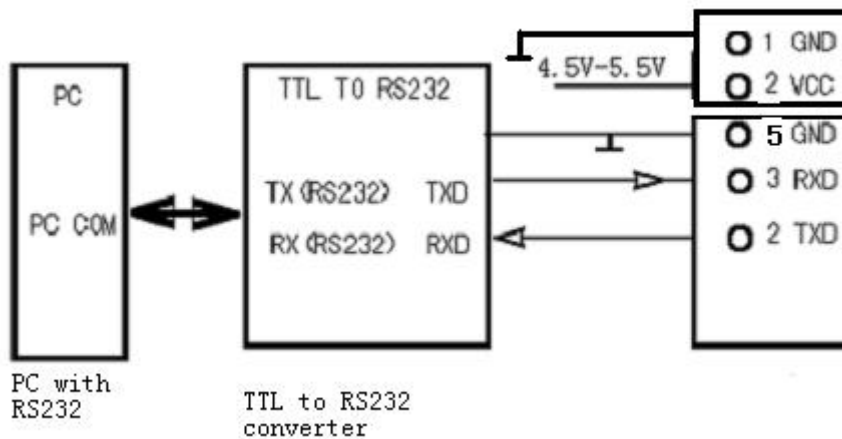 PC
PC COM
PC with
RS232
TTL TO RS232
TX(RS232) TXD
RX(RS232) RXD
TTL to RS232
converter
4.5V-5.5V
1 GND
2 VCC
5 GND
3 RXD
2 TXD